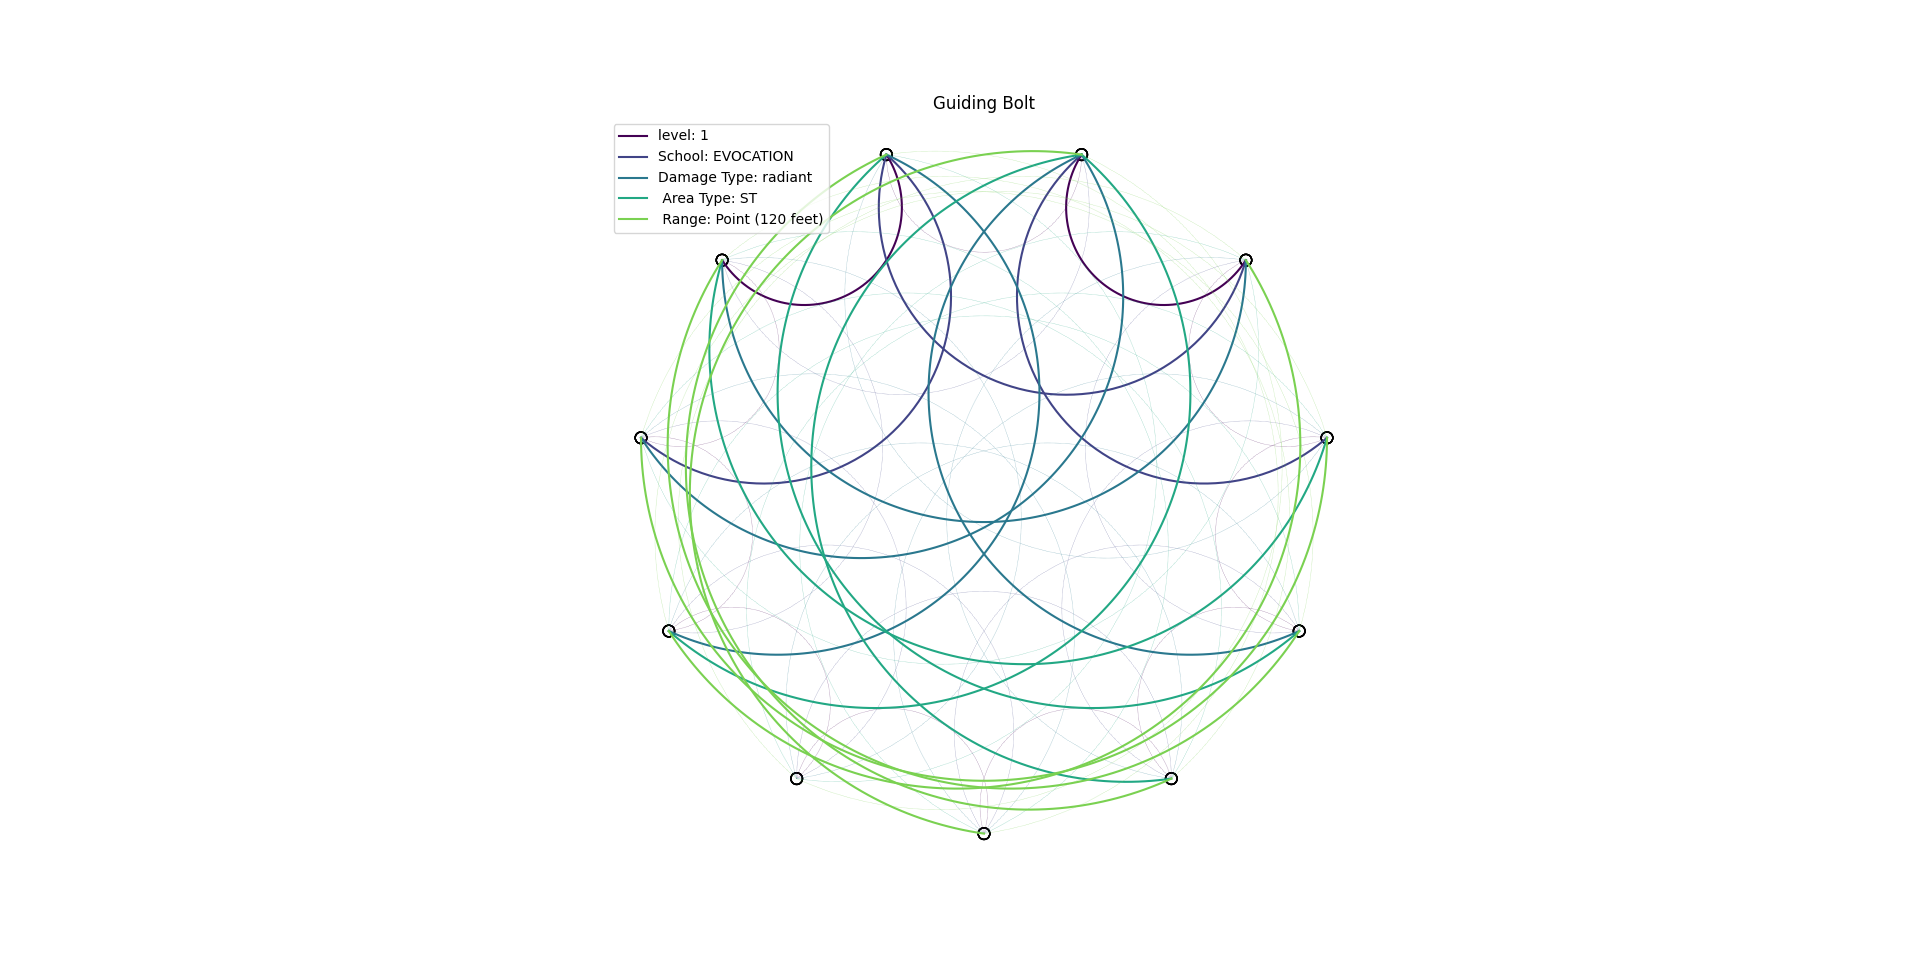 Guiding Bolt
level: 1
School: EVOCATION
Damage Type: radiant
Area Type: ST
Range: Point (120 feet)